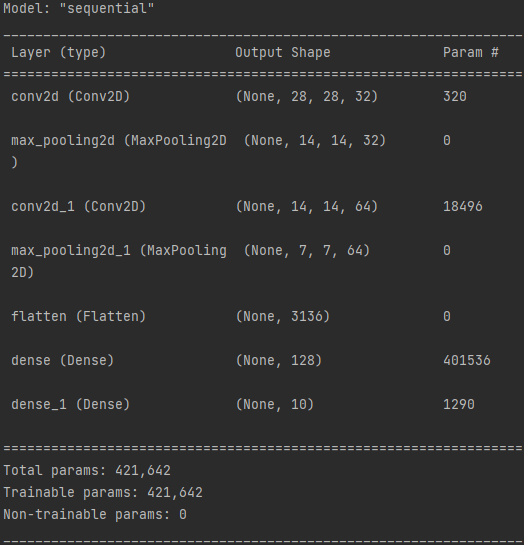 Model: "sequential"
_________________________________________________________________
 Layer (type)                Output Shape              Param #
=================================================================
 conv2d (Conv2D)             (None, 28, 28, 32)        320
 max_pooling2d (MaxPooling2D  (None, 14, 14, 32)       0
 )
 conv2d_1 (Conv2D)           (None, 14, 14, 64)        18496
 max_pooling2d_1 (MaxPooling  (None, 7, 7, 64)         0
 2D)
 flatten (Flatten)           (None, 3136)              0
 dense (Dense)               (None, 128)               401536
 dense_1 (Dense)             (None, 10)                1290
=================================================================
Total params: 421,642
Trainable params: 421,642
Non-trainable params: 0
_________________________________________________________________